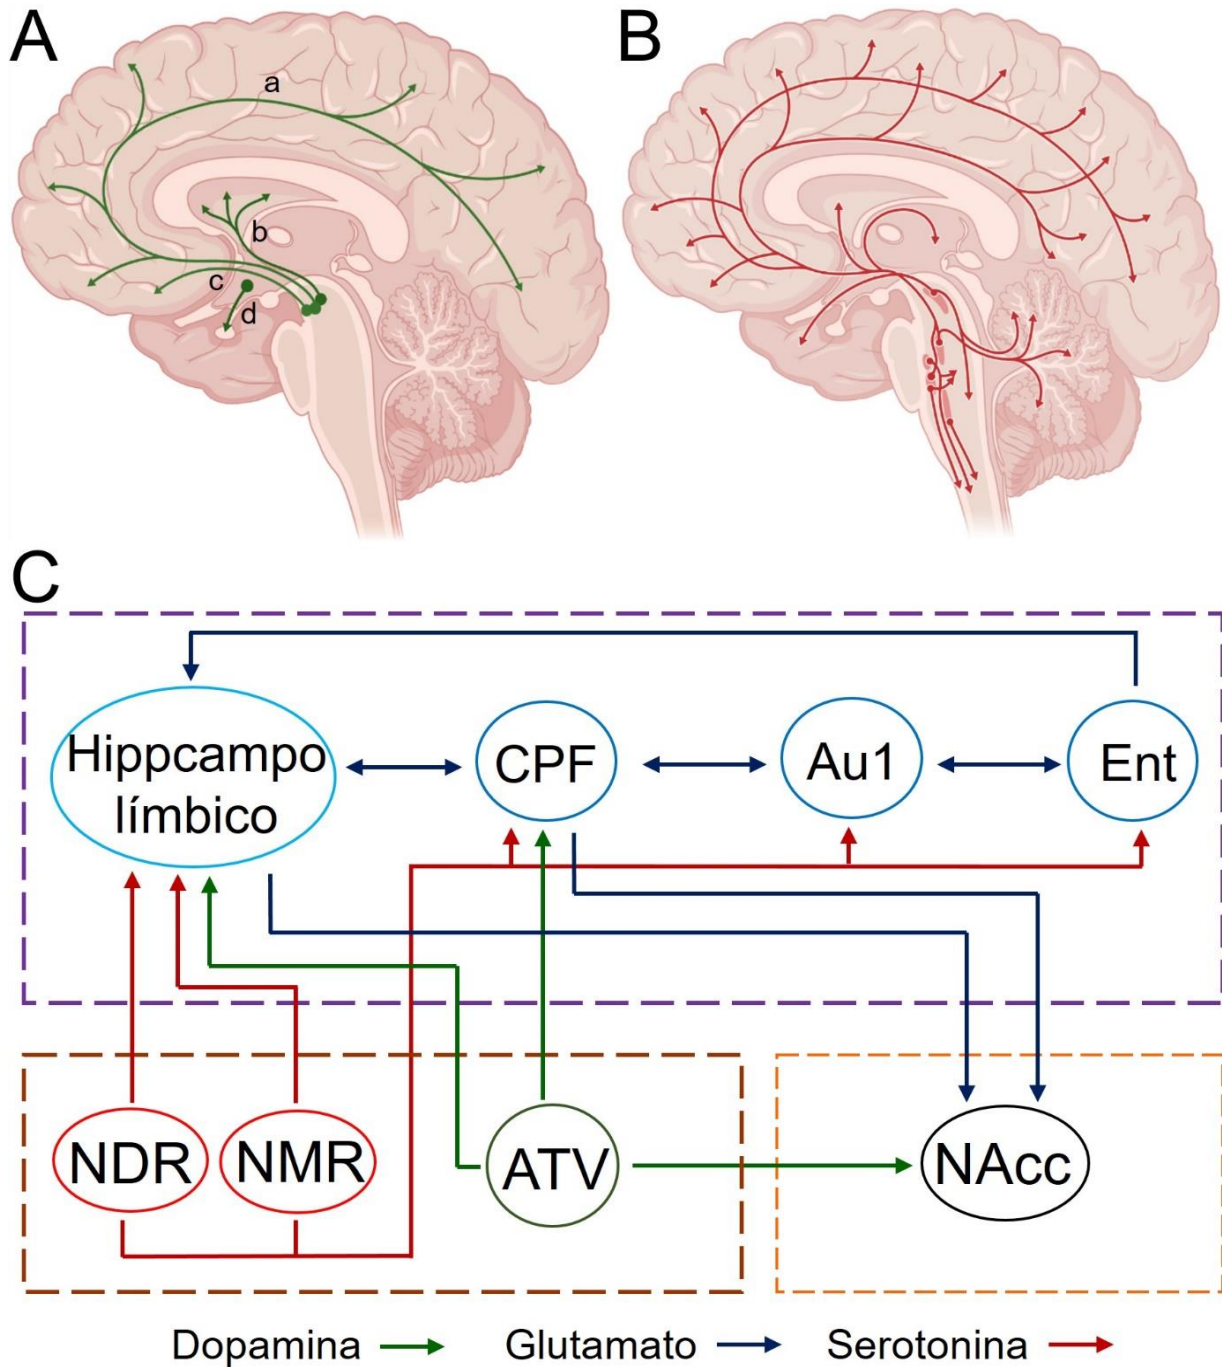 A
B
a
b
c
d
C
Hippcampo
límbico
CPF
Au1
Ent
NDR
NMR
ATV
NAcc
Dopamina
Glutamato
Serotonina